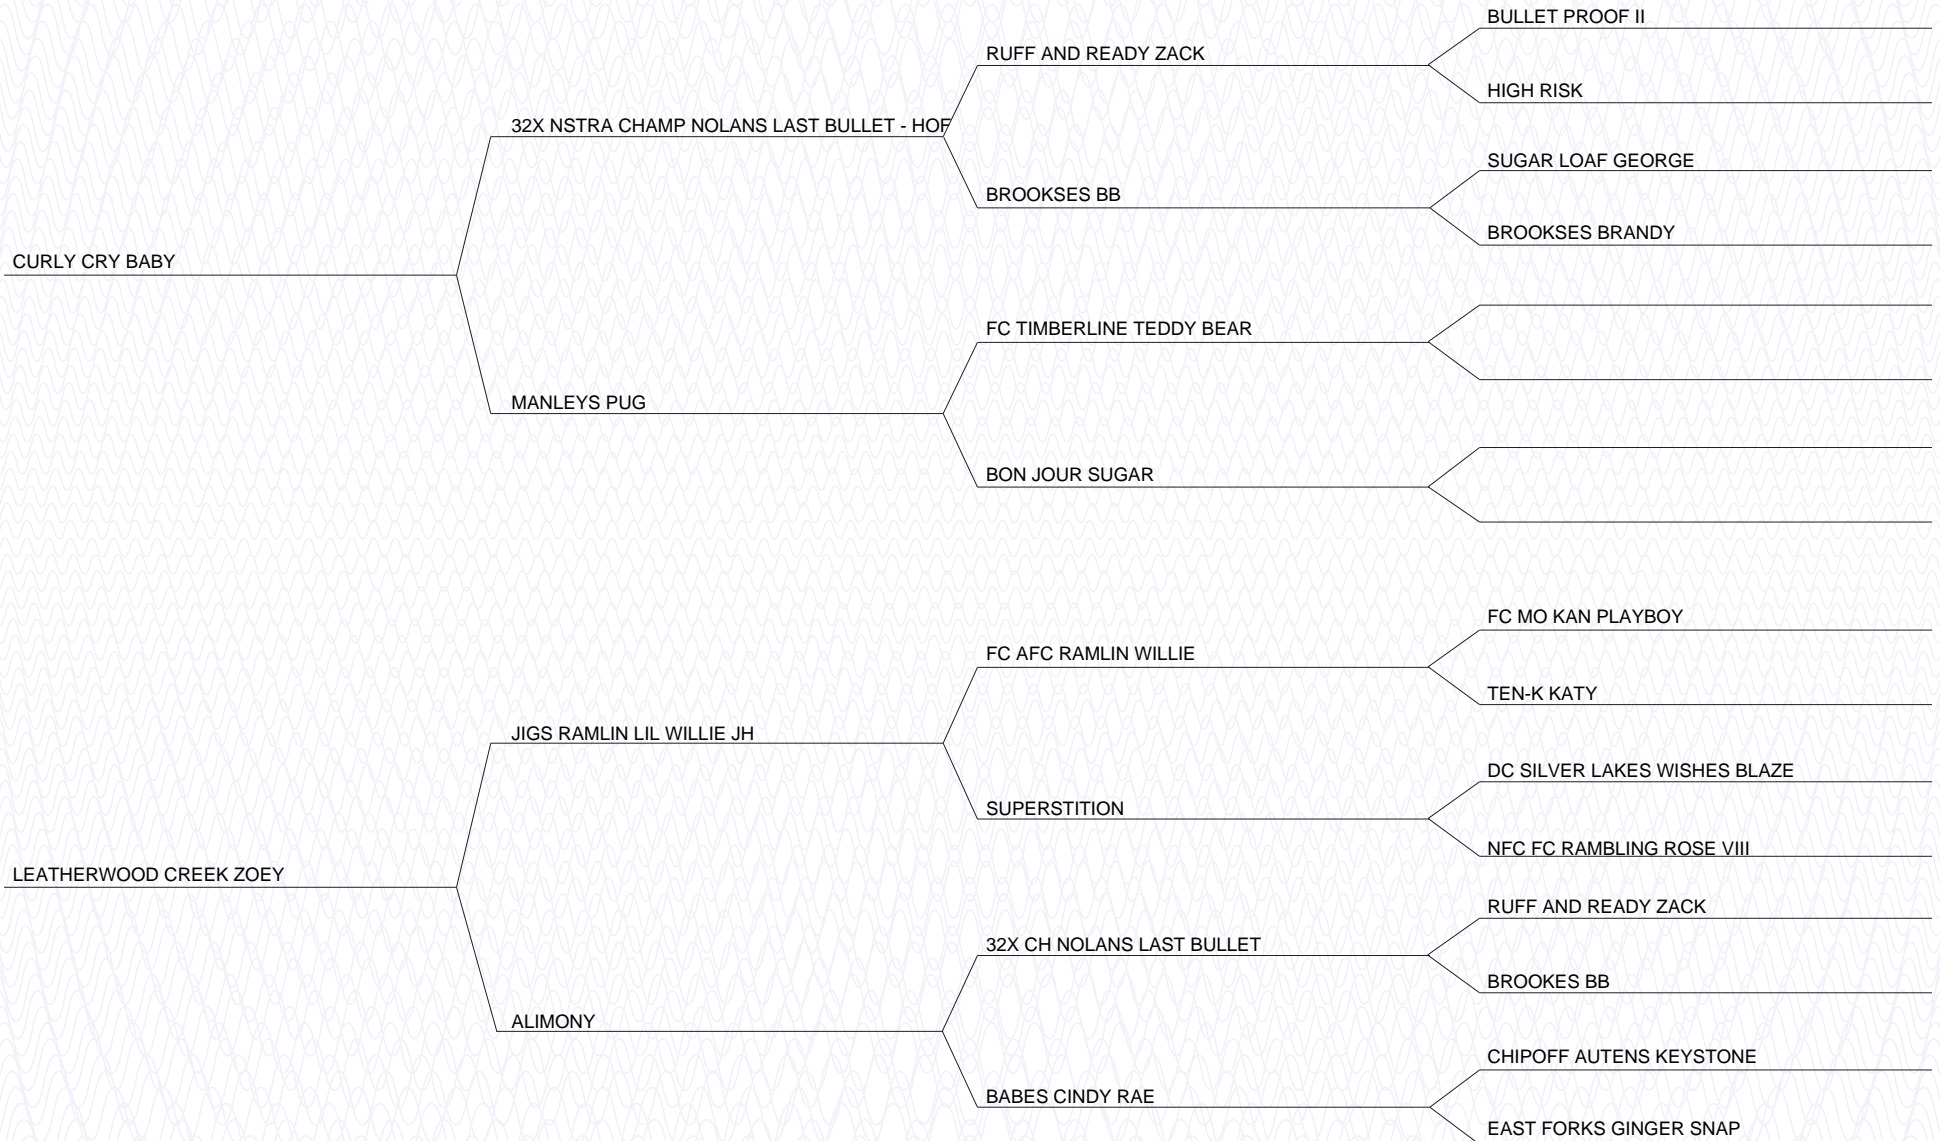 BULLET PROOF II
RUFF AND READY ZACK
HIGH RISK
32X NSTRA CHAMP NOLANS LAST BULLET - HOF
SUGAR LOAF GEORGE
BROOKSES BB
BROOKSES BRANDY
CURLY CRY BABY
FC TIMBERLINE TEDDY BEAR
MANLEYS PUG
BON JOUR SUGAR
FC MO KAN PLAYBOY
FC AFC RAMLIN WILLIE
TEN-K KATY
JIGS RAMLIN LIL WILLIE JH
DC SILVER LAKES WISHES BLAZE
SUPERSTITION
NFC FC RAMBLING ROSE VIII
LEATHERWOOD CREEK ZOEY
RUFF AND READY ZACK
32X CH NOLANS LAST BULLET
BROOKES BB
ALIMONY
CHIPOFF AUTENS KEYSTONE
BABES CINDY RAE
EAST FORKS GINGER SNAP